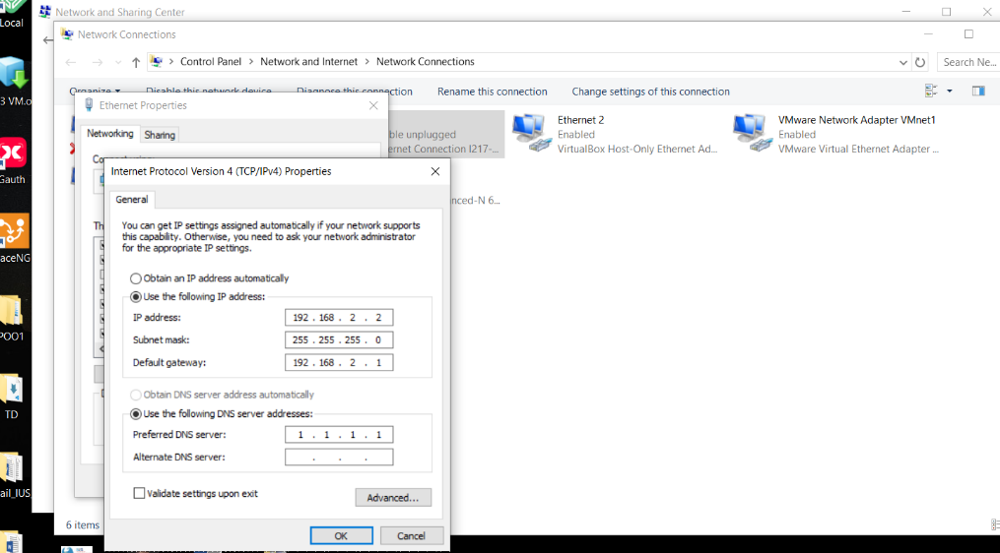 Network and Sharing Center
Local
Network Connections
Control Panel > Network and Internet > Network Connections
Search Ne...
3 VM.o
Organize Disable this network device Diagnose this connection Rename this connection Change settings of this connection
Ethernet Properties
Networking Sharing
ble unplugged
ernet Connection I217-...
Ethernet 2
Enabled
VirtualBox Host-Only Ethernet Ad...
VMware Network Adapter VMnet1
Enabled
VMware Virtual Ethernet Adapter ...
nced-N 6...
Gauth
aceNG
POO1
TD
ail_IUS
Internet Protocol Version 4 (TCP/IPv4) Properties
General
You can get IP settings assigned automatically if your network supports
this capability. Otherwise, you need to ask your network administrator
for the appropriate IP settings.
Obtain an IP address automatically
Use the following IP address:
IP address: 192 . 168 . 2 . 2
Subnet mask: 255 . 255 . 255 . 0
Default gateway: 192 . 168 . 2 . 1
Obtain DNS server address automatically
Use the following DNS server addresses:
Preferred DNS server: 1 . 1 . 1 . 1
Alternate DNS server: . . .
Validate settings upon exit
Advanced...
OK Cancel
6 items